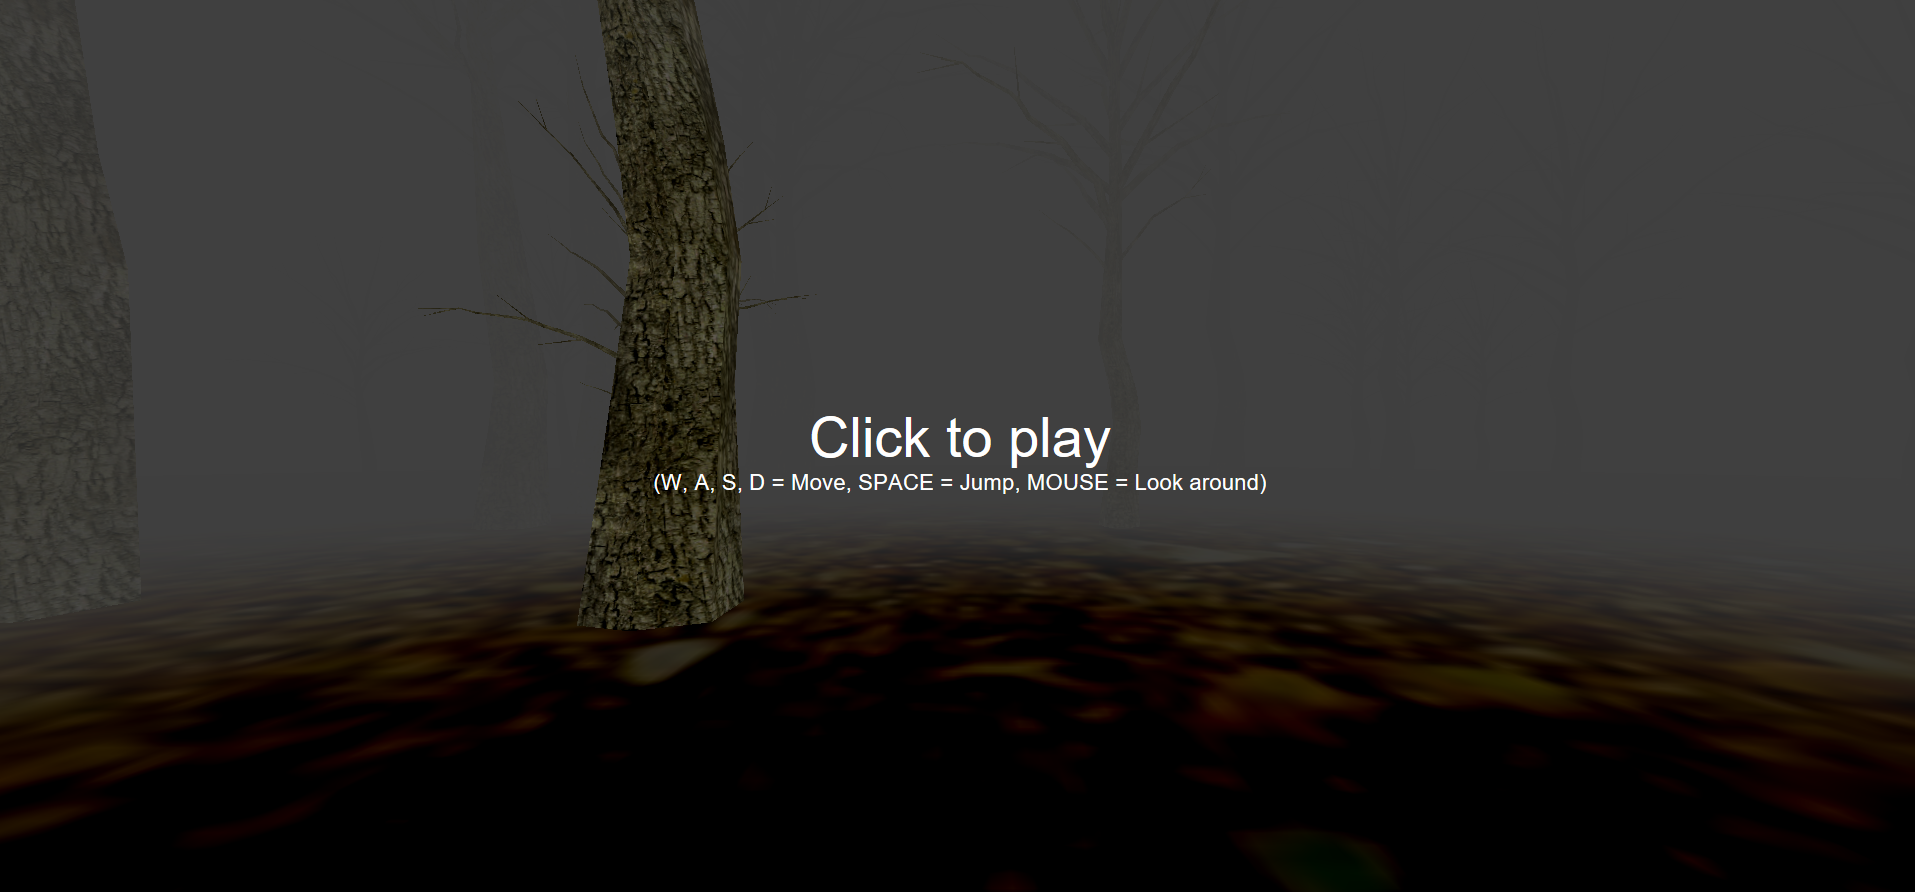 Click to play
(W, A, S, D = Move, SPACE = Jump, MOUSE = Look around)